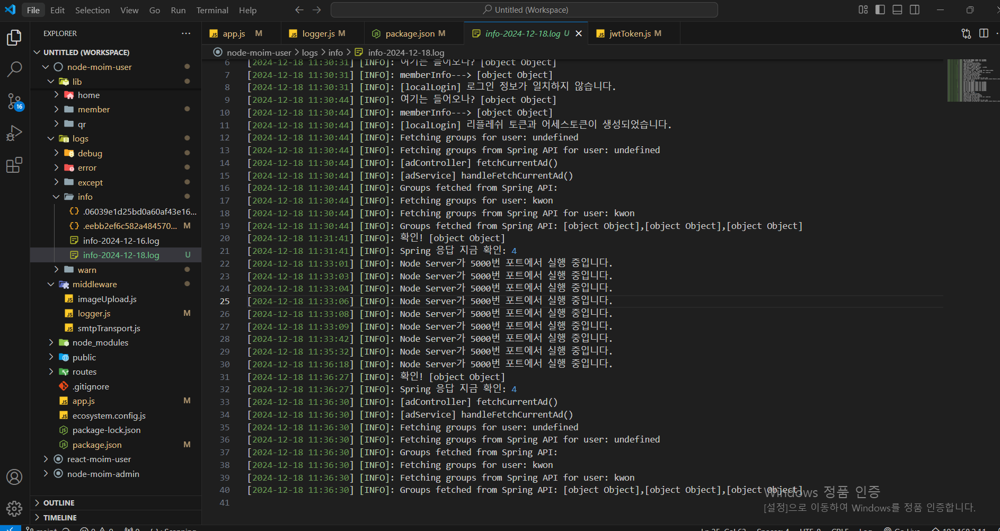 File Edit Selection View Go Run Terminal Help
Untitled (Workspace)
EXPLORER
UNTITLED (WORKSPACE)
node-moim-user
lib
home
member
qr
logs
debug
error
except
info
.06039e1d25bd0a60af43e16...
.eebb2ef6c582a484570... M
info-2024-12-16.log
info-2024-12-18.log U
warn
middleware
imageUpload.js
logger.js M
smtpTransport.js
node_modules
public
routes
.gitignore
app.js M
ecosystem.config.js
package-lock.json
package.json M
react-moim-user
node-moim-admin
OUTLINE
TIMELINE
16
app.js M logger.js M package.json M info-2024-12-18.log U jwtToken.js M
node-moim-user > logs > info > info-2024-12-18.log
6 [2024-12-18 11:30:31] [INFO]: 여기는 들어오나? [object Object]
7 [2024-12-18 11:30:31] [INFO]: memberInfo---> [object Object]
8 [2024-12-18 11:30:31] [INFO]: [localLogin] 로그인 정보가 일치하지 않습니다.
9 [2024-12-18 11:30:44] [INFO]: 여기는 들어오나? [object Object]
10 [2024-12-18 11:30:44] [INFO]: memberInfo---> [object Object]
11 [2024-12-18 11:30:44] [INFO]: [localLogin] 리플레쉬 토큰과 어세스토큰이 생성되었습니다.
12 [2024-12-18 11:30:44] [INFO]: Fetching groups for user: undefined
13 [2024-12-18 11:30:44] [INFO]: Fetching groups from Spring API for user: undefined
14 [2024-12-18 11:30:44] [INFO]: [adController] fetchCurrentAd()
15 [2024-12-18 11:30:44] [INFO]: [adService] handleFetchCurrentAd()
16 [2024-12-18 11:30:44] [INFO]: Groups fetched from Spring API:
17 [2024-12-18 11:30:44] [INFO]: Fetching groups for user: kwon
18 [2024-12-18 11:30:44] [INFO]: Fetching groups from Spring API for user: kwon
19 [2024-12-18 11:30:44] [INFO]: Groups fetched from Spring API: [object Object],[object Object],[object Object]
20 [2024-12-18 11:31:41] [INFO]: 확인! [object Object]
21 [2024-12-18 11:31:41] [INFO]: Spring 응답 지금 확인: 4
22 [2024-12-18 11:33:01] [INFO]: Node Server가 5000번 포트에서 실행 중입니다.
23 [2024-12-18 11:33:03] [INFO]: Node Server가 5000번 포트에서 실행 중입니다.
24 [2024-12-18 11:33:04] [INFO]: Node Server가 5000번 포트에서 실행 중입니다.
25 [2024-12-18 11:33:06] [INFO]: Node Server가 5000번 포트에서 실행 중입니다.
26 [2024-12-18 11:33:08] [INFO]: Node Server가 5000번 포트에서 실행 중입니다.
27 [2024-12-18 11:33:09] [INFO]: Node Server가 5000번 포트에서 실행 중입니다.
28 [2024-12-18 11:33:42] [INFO]: Node Server가 5000번 포트에서 실행 중입니다.
29 [2024-12-18 11:35:32] [INFO]: Node Server가 5000번 포트에서 실행 중입니다.
30 [2024-12-18 11:36:18] [INFO]: Node Server가 5000번 포트에서 실행 중입니다.
31 [2024-12-18 11:36:27] [INFO]: 확인! [object Object]
32 [2024-12-18 11:36:27] [INFO]: Spring 응답 지금 확인: 4
33 [2024-12-18 11:36:30] [INFO]: [adController] fetchCurrentAd()
34 [2024-12-18 11:36:30] [INFO]: [adService] handleFetchCurrentAd()
35 [2024-12-18 11:36:30] [INFO]: Fetching groups for user: undefined
36 [2024-12-18 11:36:30] [INFO]: Fetching groups from Spring API for user: undefined
37 [2024-12-18 11:36:30] [INFO]: Groups fetched from Spring API:
38 [2024-12-18 11:36:30] [INFO]: Fetching groups for user: kwon
39 [2024-12-18 11:36:30] [INFO]: Fetching groups from Spring API for user: kwon
40 [2024-12-18 11:36:30] [INFO]: Groups fetched from Spring API: [object Object],[object Object],[object Object]
41
Windows 정품 인증
[설정]으로 이동하여 Windows를 정품 인증합니다.